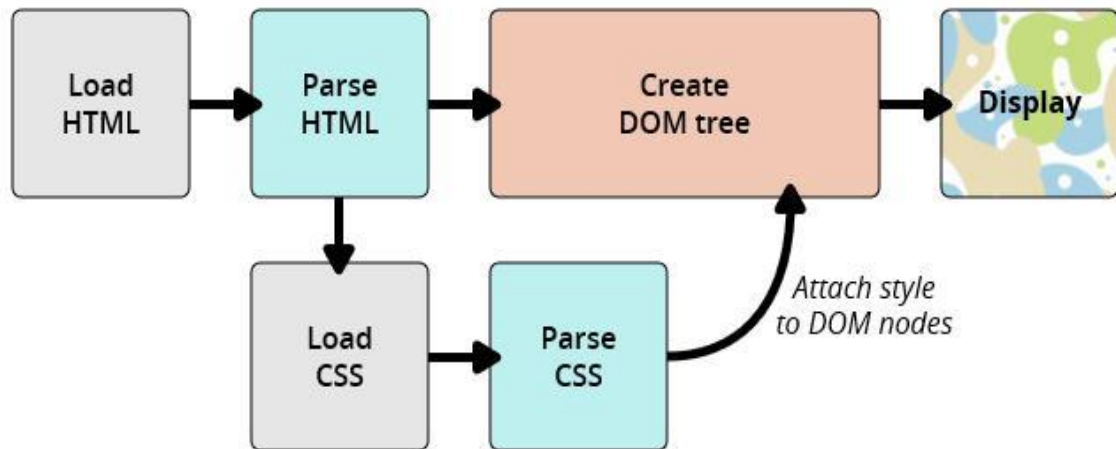 Load
HTML
Parse
HTML
Create
DOM tree
Display
Load
CSS
Parse
CSS
Attach style
to DOM nodes